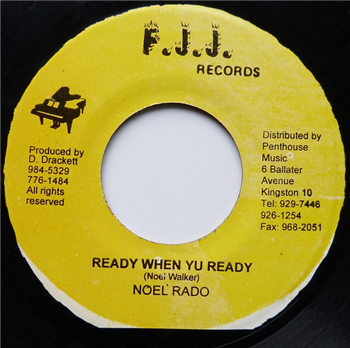 F.J.J.
RECORDS
Produced by
D. Drackett
984-5329
776-1484
All rights
reserved
Distributed by
Penthouse
Music
6 Ballater
Avenue
Kingston 10
Tel: 929-7446
926-1254
Fax: 968-2051
READY WHEN YU READY
(Noel Walker)
NOEL RADO